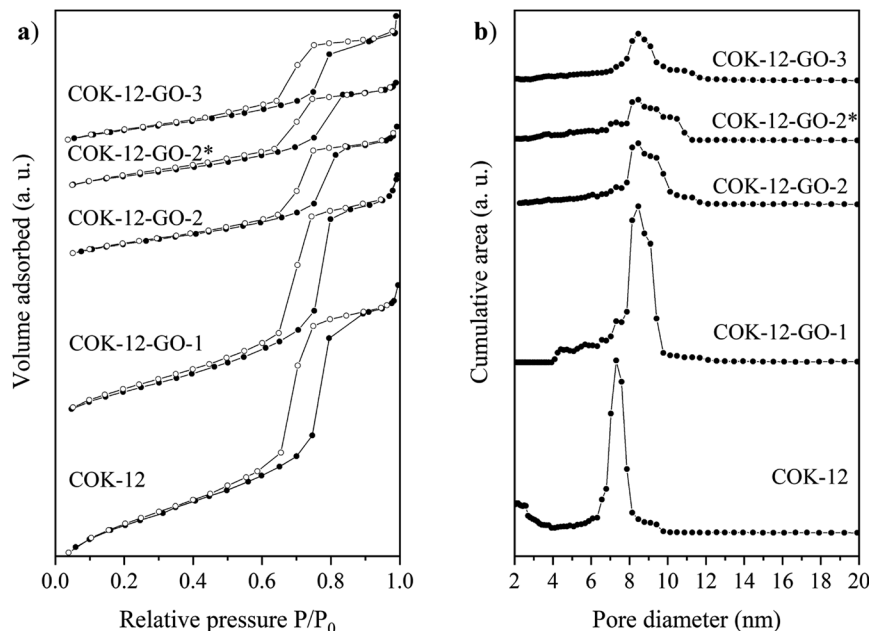 a)
COK-12-GO-3
COK-12-GO-2*
COK-12-GO-2
COK-12-GO-1
COK-12
Volume adsorbed (a. u.)
0.0 0.2 0.4 0.6 0.8 1.0
Relative pressure P/P₀
b)
COK-12-GO-3
COK-12-GO-2*
COK-12-GO-2
COK-12-GO-1
COK-12
Cumulative area (a. u.)
2 4 6 8 10 12 14 16 18 20
Pore diameter (nm)